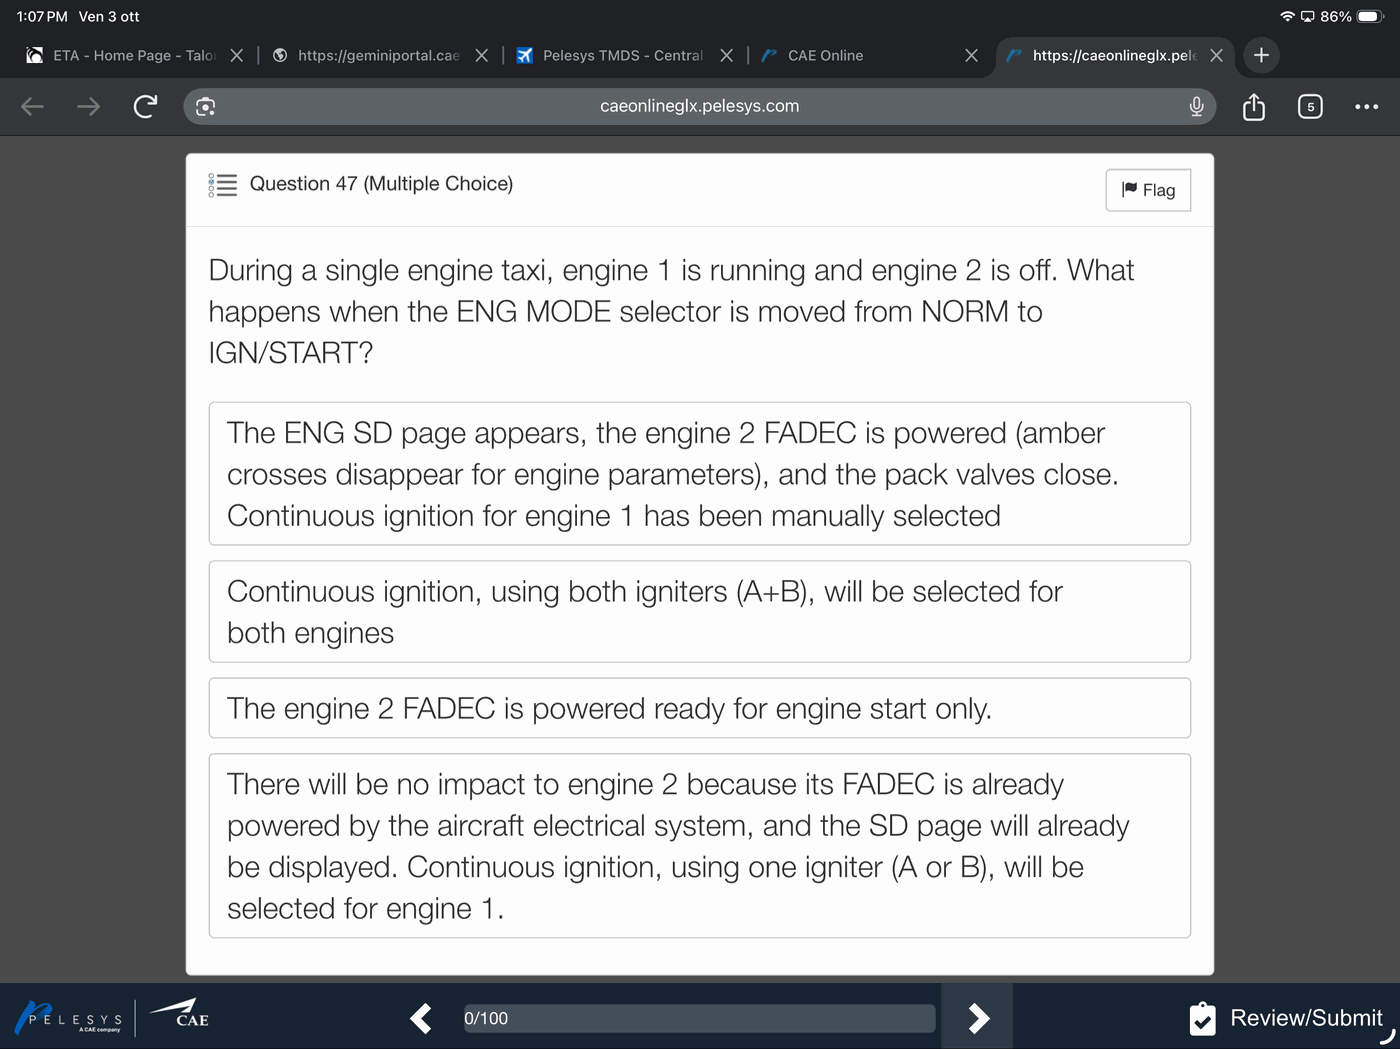 1:07 PM Ven 3 ott
86%
ETA - Home Page - Talo
https://geminiportal.cae
Pelesys TMDS - Central
CAE Online
https://caeonlineglx.pele
caeonlineglx.pelesys.com
5
Question 47 (Multiple Choice)
Flag
During a single engine taxi, engine 1 is running and engine 2 is off. What
happens when the ENG MODE selector is moved from NORM to
IGN/START?
The ENG SD page appears, the engine 2 FADEC is powered (amber
crosses disappear for engine parameters), and the pack valves close.
Continuous ignition for engine 1 has been manually selected
Continuous ignition, using both igniters (A+B), will be selected for
both engines
The engine 2 FADEC is powered ready for engine start only.
There will be no impact to engine 2 because its FADEC is already
powered by the aircraft electrical system, and the SD page will already
be displayed. Continuous ignition, using one igniter (A or B), will be
selected for engine 1.
PELESYS
A CAE company
CAE
0/100
Review/Submit